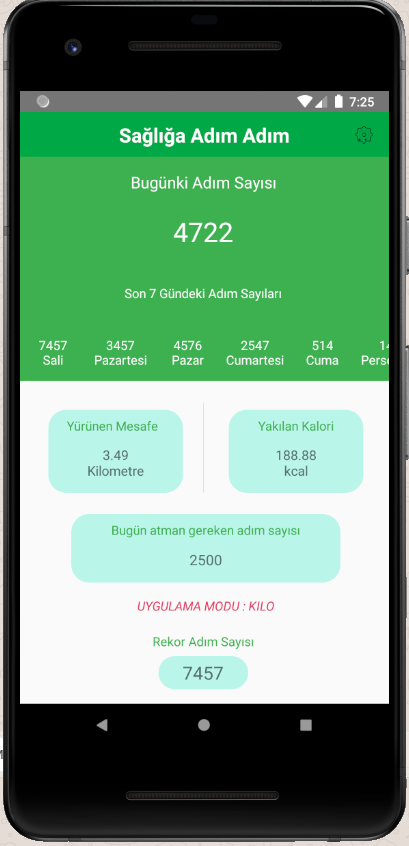 7:25
Sağlığa Adım Adım
Bugünki Adım Sayısı
4722
Son 7 Gündeki Adım Sayıları
7457 3457 4576 2547 514 14
Sali Pazartesi Pazar Cumartesi Cuma Perse
Yürünen Mesafe Yakılan Kalori
3.49 188.88
Kilometre kcal
Bugün atman gereken adım sayısı
2500
UYGULAMA MODU : KILO
Rekor Adım Sayısı
7457